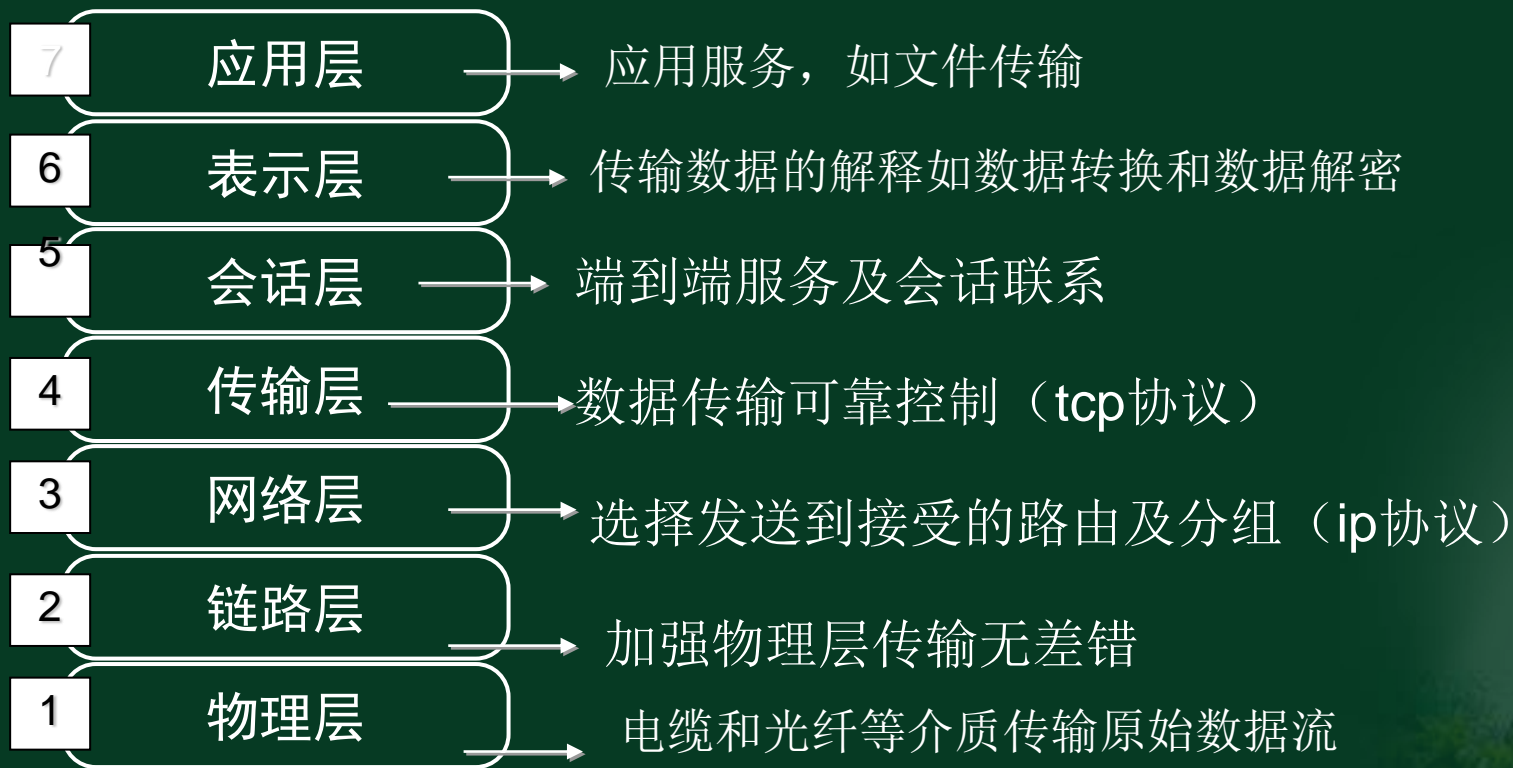 7 应用层 应用服务，如文件传输
6 表示层 传输数据的解释如数据转换和数据解密
5 会话层 端到端服务及会话联系
4 传输层 数据传输可靠控制（tcp协议）
3 网络层 选择发送到接受的路由及分组（ip协议）
2 链路层 加强物理层传输无差错
1 物理层 电缆和光纤等介质传输原始数据流